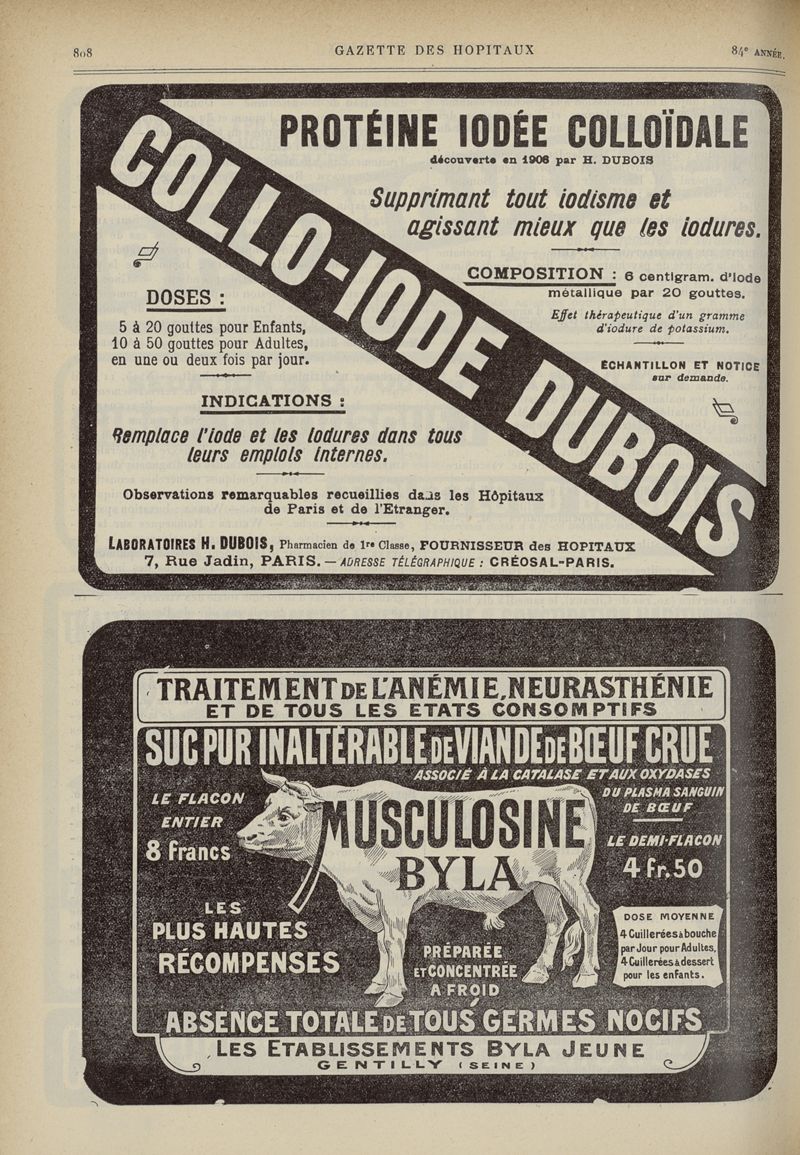 808
GAZETTE DES HOPITAUX
84e ANNÉE.
PROTÉINE IODÉE COLLOÏDALE
découverte en 1908 par H. DUBOIS
Supprimant tout iodisme et
agissant mieux que les iodures.
COLLO-IODE DUBOIS
COMPOSITION : 6 centigram. d'Iode
métallique par 20 gouttes.
Effet thérapeutique d'un gramme
d'iodure de potassium.
ÉCHANTILLON ET NOTICE
sur demande.
DOSES :
5 à 20 gouttes pour Enfants,
10 à 50 gouttes pour Adultes,
en une ou deux fois par jour.
INDICATIONS :
Remplace l'iode et les Iodures dans tous
leurs emplois internes.
Observations remarquables recueillies dans les Hôpitaux
de Paris et de l'Etranger.
LABORATOIRES H. DUBOIS, Pharmacien de 1re Classe, FOURNISSEUR des HOPITAUX
7, Rue Jadin, PARIS. — ADRESSE TÉLÉGRAPHIQUE : CRÉOSAL-PARIS.
TRAITEMENT DE L'ANÉMIE, NEURASTHÉNIE
ET DE TOUS LES ETATS CONSOMPTIFS
SUC PUR INALTÉRABLE DE VIANDE DE BŒUF CRUE
ASSOCIÉ A LA CATALASE ET AUX OXYDASES
DU PLASMA SANGUIN
DE BŒUF
LE FLACON
ENTIER
8 Francs
MUSCULOSINE
BYLA
LE DEMI-FLACON
4 Fr. 50
LES
PLUS HAUTES
RÉCOMPENSES
PRÉPARÉE
ET CONCENTRÉE
A FROID
DOSE MOYENNE
4 Cuillerées à bouche
par Jour pour Adultes.
4 Cuillerées à dessert
pour les enfants.
ABSENCE TOTALE DE TOUS GERMES NOCIFS
LES ETABLISSEMENTS BYLA JEUNE
GENTILLY (SEINE)